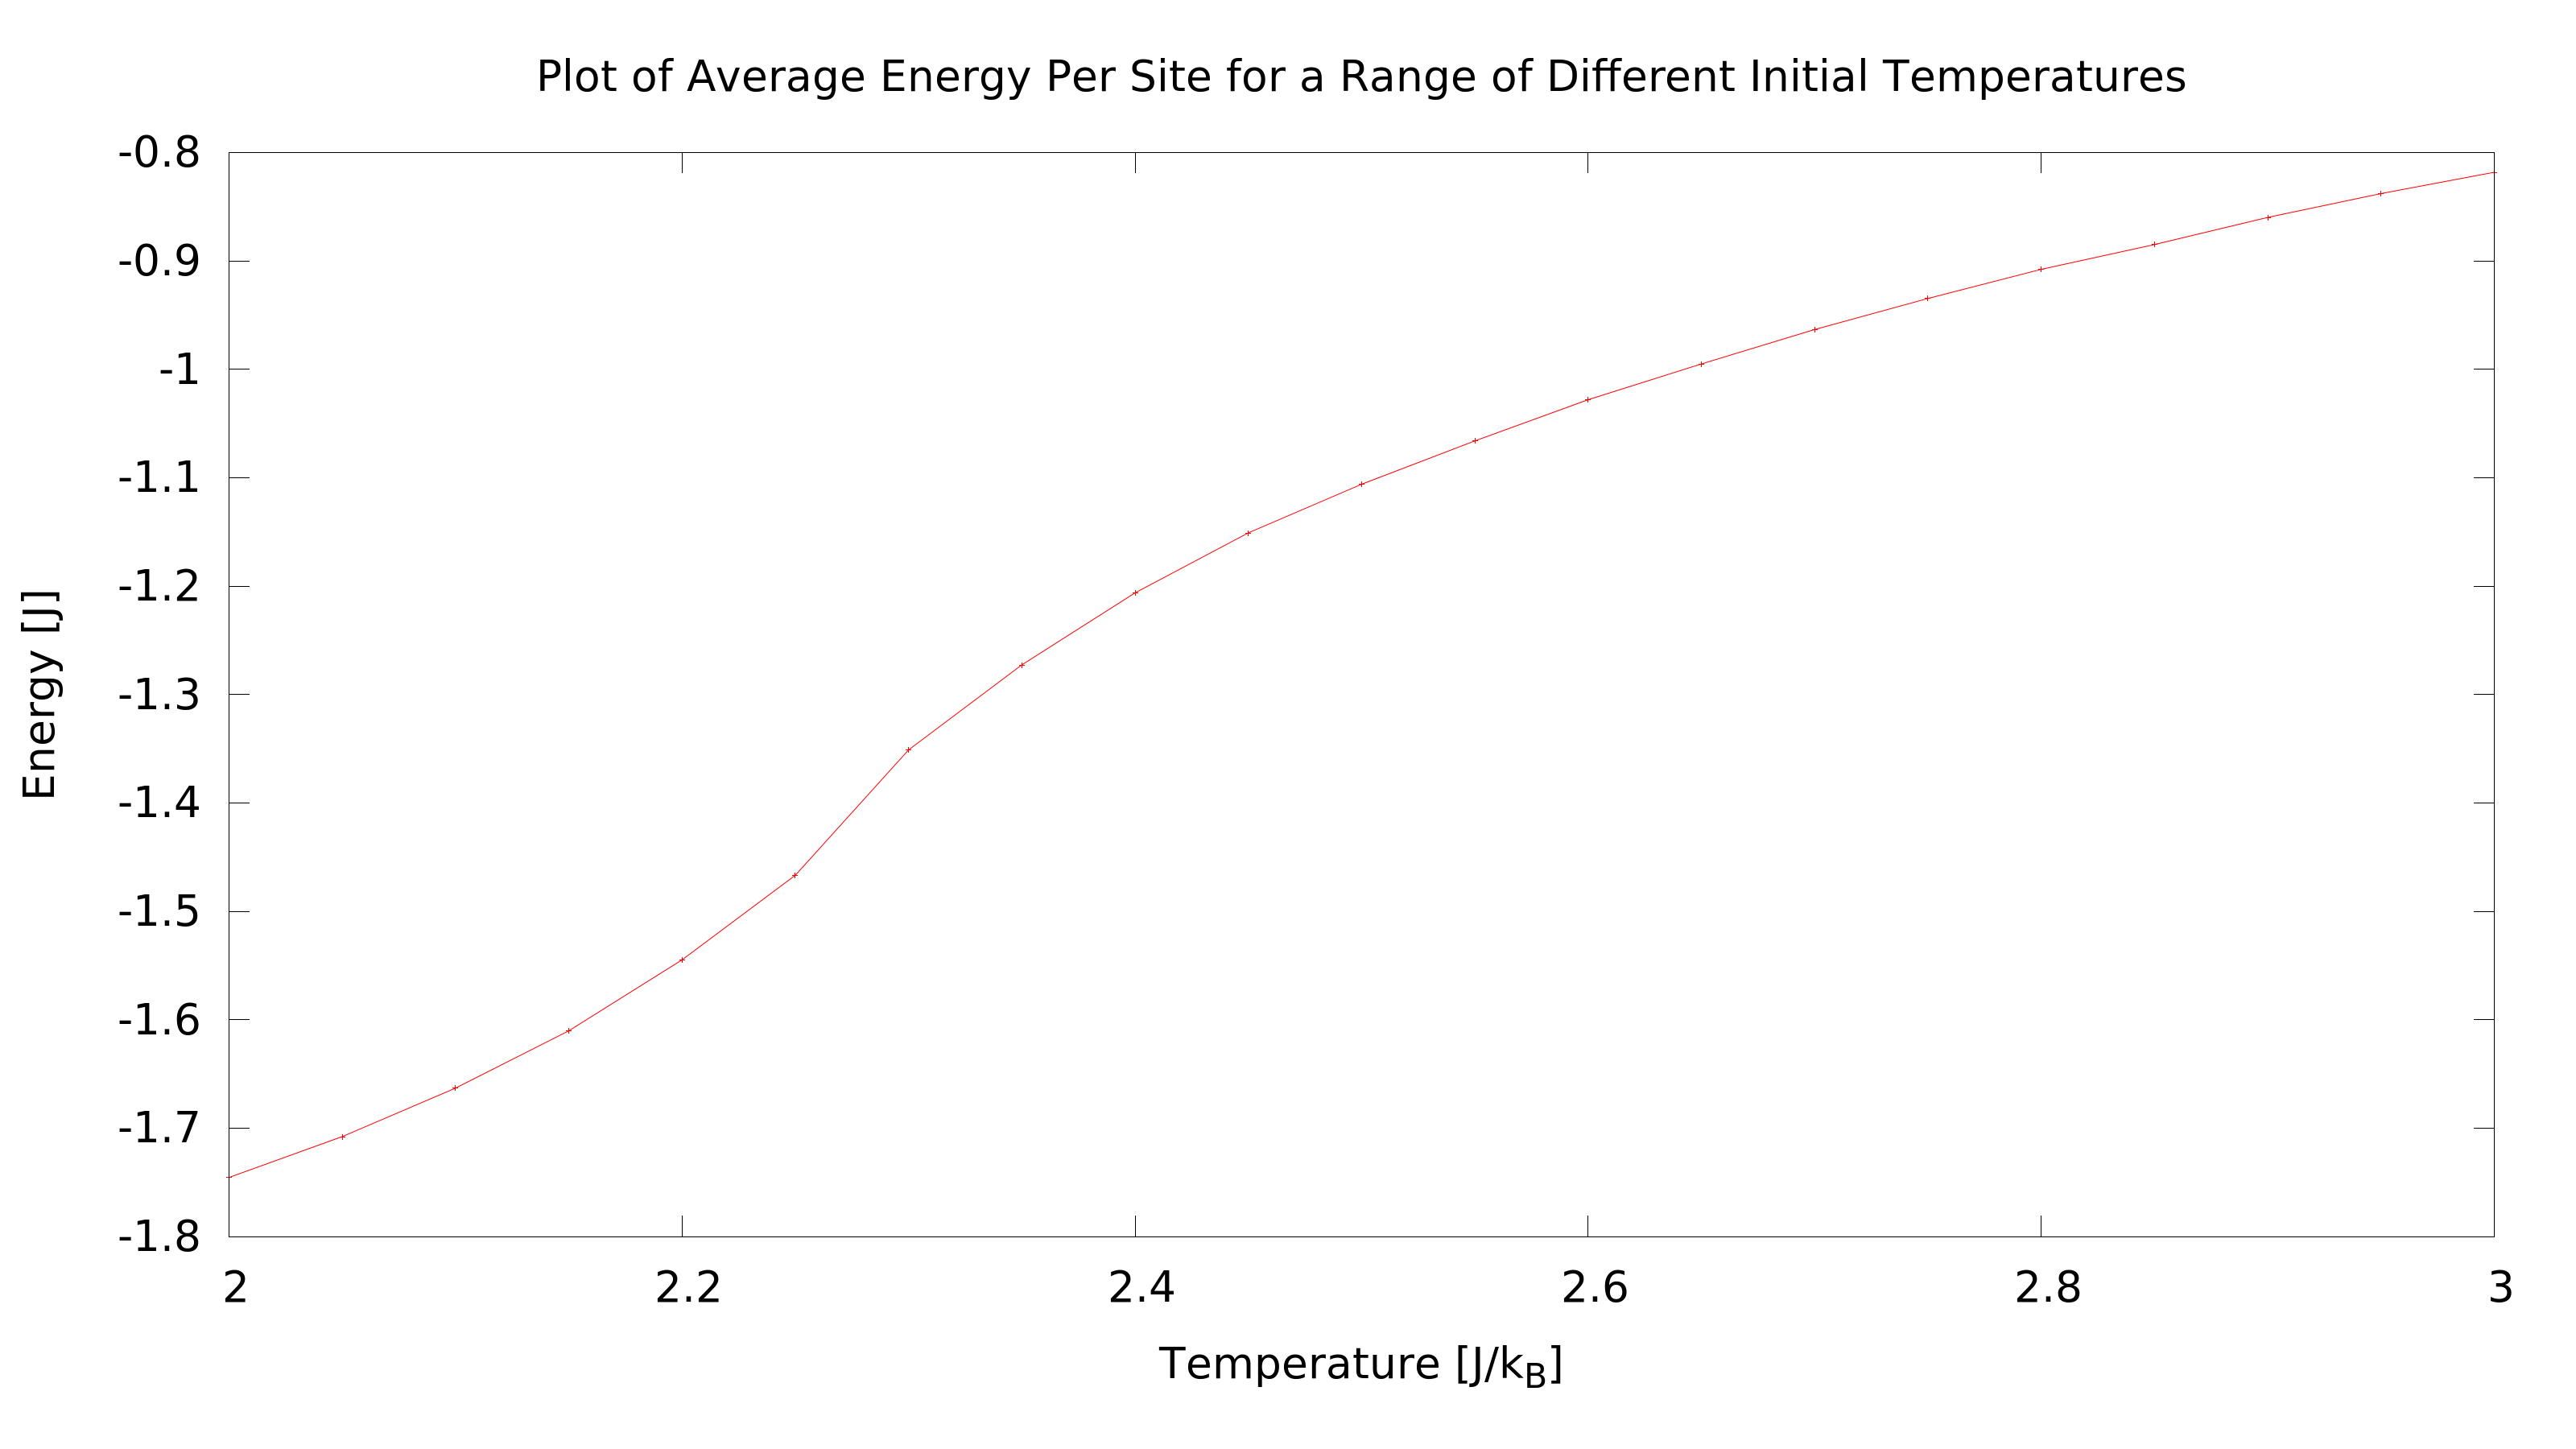 Plot of Average Energy Per Site for a Range of Different Initial Temperatures
-0.8
-0.9
-1
-1.1
-1.2
-1.3
-1.4
-1.5
-1.6
-1.7
-1.8
Energy [J]
2 2.2 2.4 2.6 2.8 3
Temperature [J/kB]